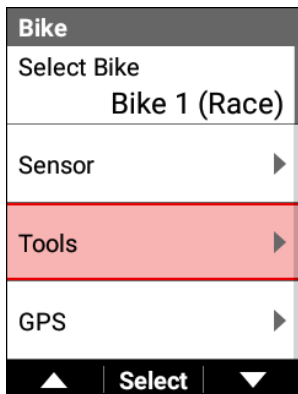 Bike
Select Bike
Bike 1 (Race)
Sensor
Tools
GPS
Select